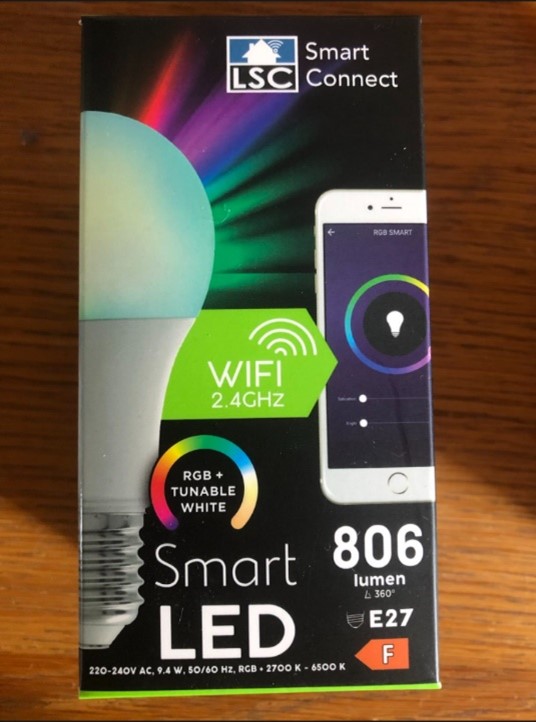 LSC
Smart
Connect
RGB SMART
WIFI
2.4GHZ
RGB +
TUNABLE
WHITE
Smart
LED
806
lumen
360°
E27
F
220-240V AC, 9.4 W, 50/60 HZ, RGB + 2700 K - 6500 K